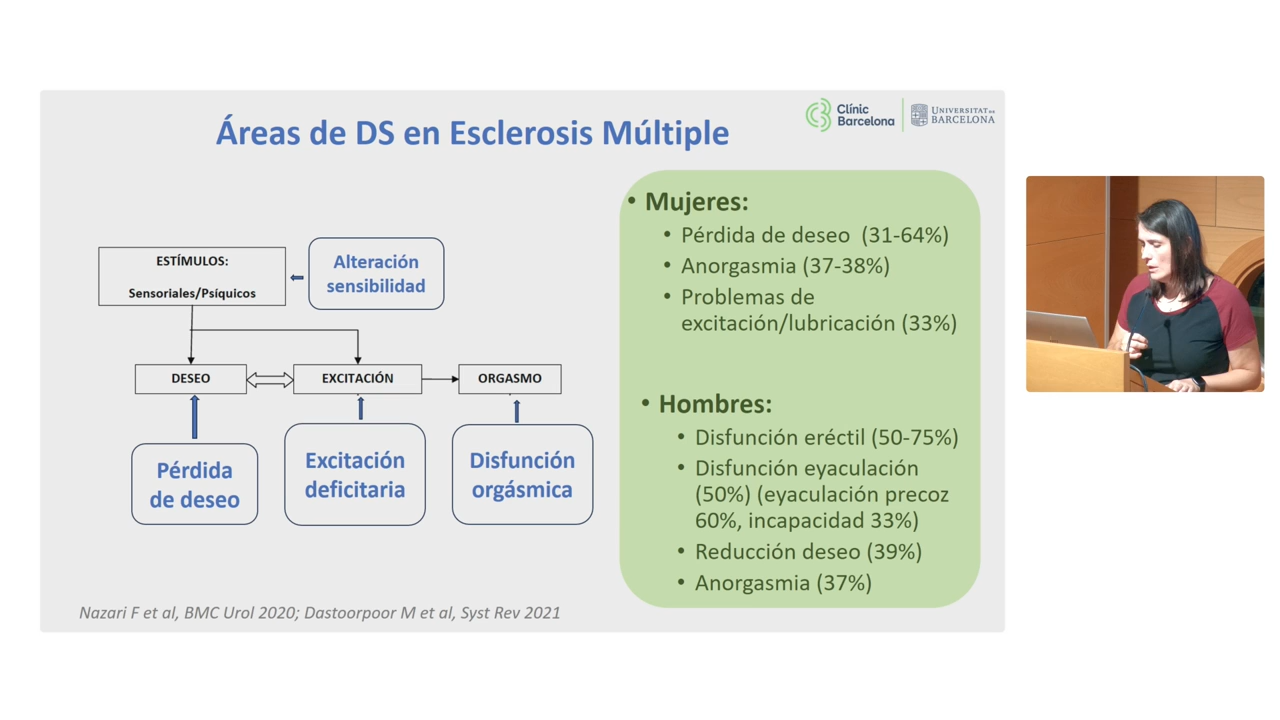 Áreas de DS en Esclerosis Múltiple
Clínic
Barcelona
UNIVERSITAT DE
BARCELONA
ESTÍMULOS:
Sensoriales/Psíquicos
Alteración
sensibilidad
DESEO
EXCITACIÓN
ORGASMO
Pérdida
de deseo
Excitación
deficitaria
Disfunción
orgásmica
• Mujeres:
• Pérdida de deseo (31-64%)
• Anorgasmia (37-38%)
• Problemas de
excitación/lubricación (33%)
• Hombres:
• Disfunción eréctil (50-75%)
• Disfunción eyaculación
(50%) (eyaculación precoz
60%, incapacidad 33%)
• Reducción deseo (39%)
• Anorgasmia (37%)
Nazari F et al, BMC Urol 2020; Dastoorpoor M et al, Syst Rev 2021